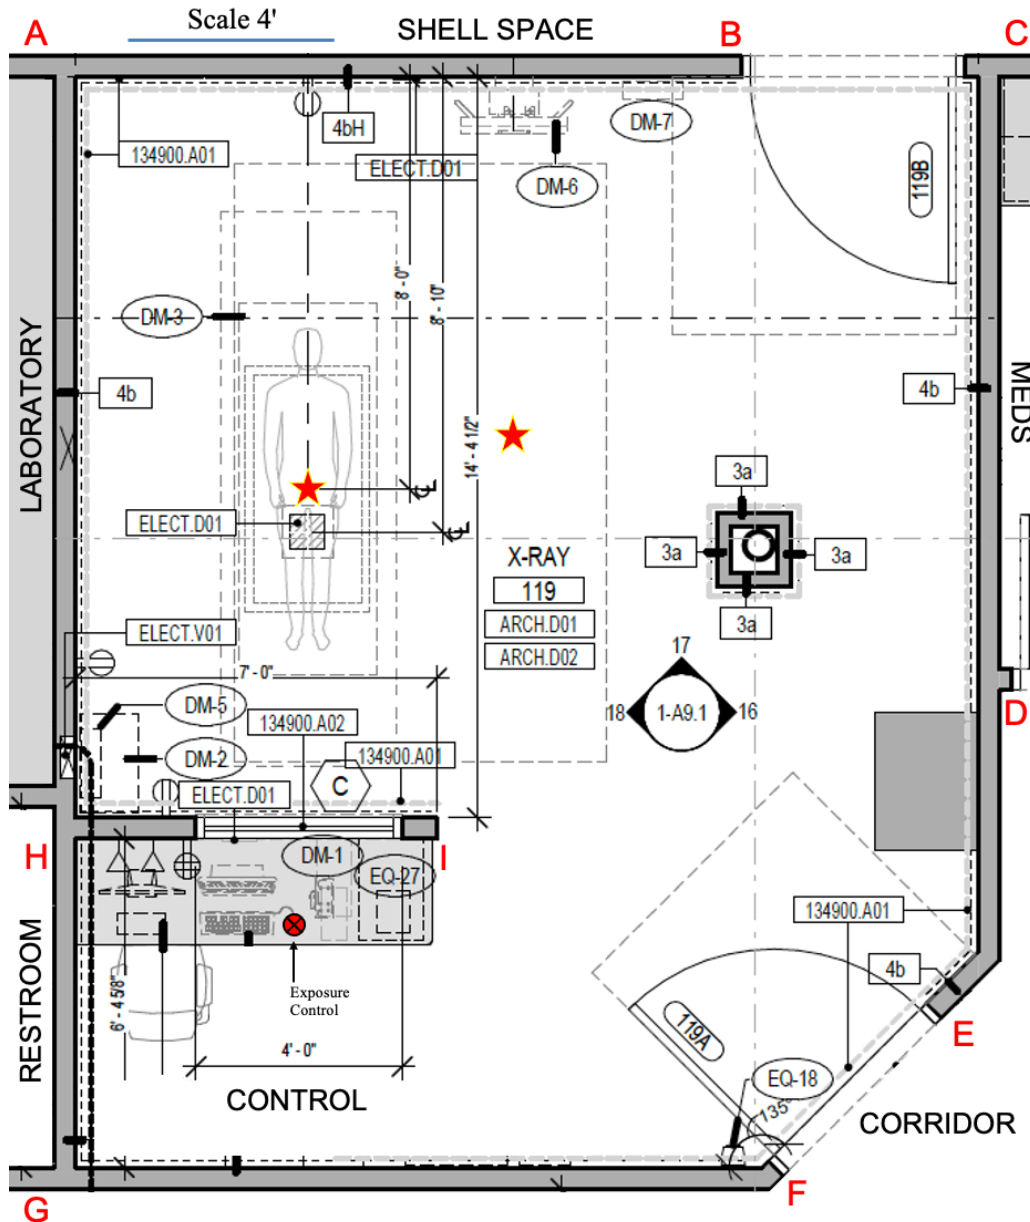 A
Scale 4'
SHELL SPACE
B
C
134900.A01
4bH
ELECT.D01
DM-7
DM-6
119B
8' - 0"
8' - 10"
DM-3
LABORATORY
4b
4b
MEDS
14' - 4 1/2"
℄
ELECT.D01
℄
3a
3a
3a
3a
X-RAY
119
ARCH.D01
ARCH.D02
ELECT.V01
7' - 0"
17
18
1-A9.1
16
D
DM-5
134900.A02
DM-2
134900.A01
ELECT.D01
C
H
I
DM-1
EQ-27
134900.A01
4b
RESTROOM
6' - 4 5/8"
Exposure
Control
4' - 0"
E
119A
EQ-18
135°
CONTROL
CORRIDOR
G
F